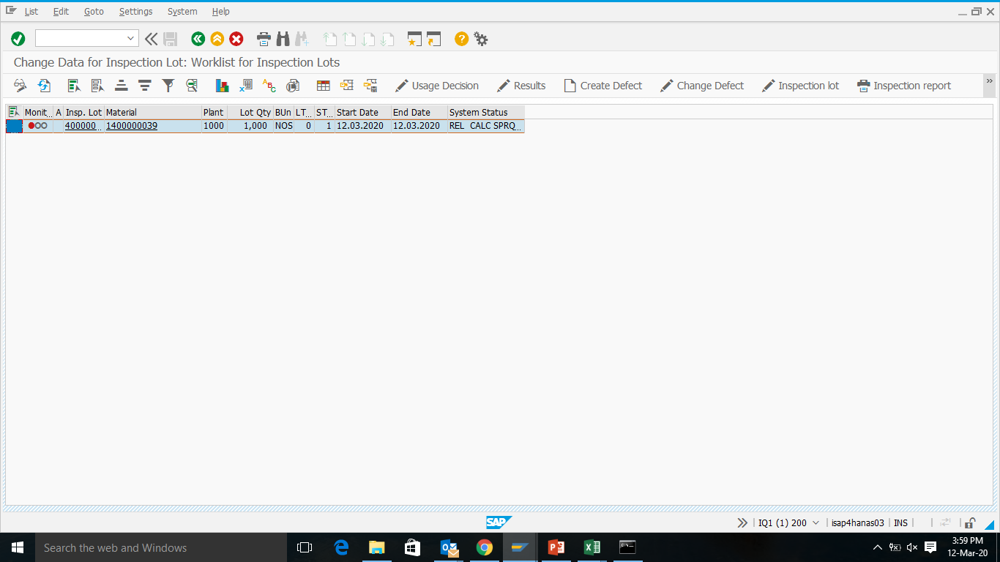 List Edit Goto Settings System Help
Change Data for Inspection Lot: Worklist for Inspection Lots
Usage Decision Results Create Defect Change Defect Inspection lot Inspection report
Monit... A Insp. Lot Material Plant Lot Qty BUn LT... ST... Start Date End Date System Status
400000... 1400000039 1000 1,000 NOS 0 1 12.03.2020 12.03.2020 REL CALC SPRQ...
SAP
IQ1 (1) 200 isap4hanas03 INS
Search the web and Windows
3:59 PM
12-Mar-20